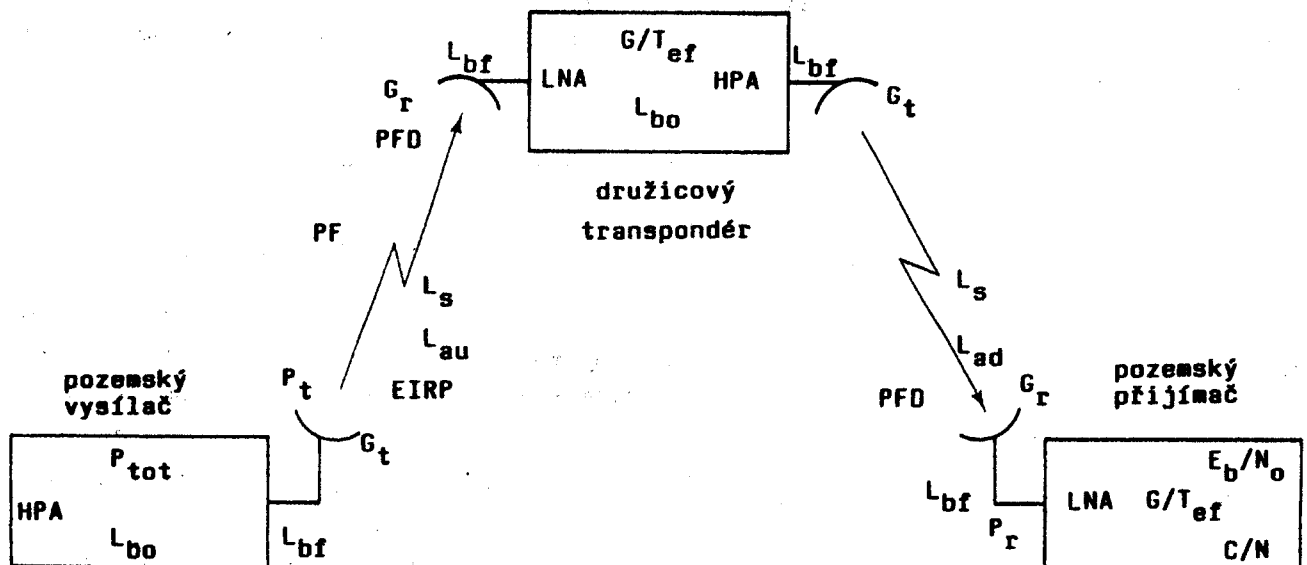 L_bf
G/T_ef
L_bf
LNA
HPA
G_r
G_t
PFD
L_bo
družicový
transpondér
PF
L_s
L_s
L_au
L_ad
pozemský
vysílač
P_t
EIRP
G_t
P_tot
HPA
L_bo
L_bf
PFD
G_r
pozemský
přijímač
L_bf
P_r
LNA
E_b/N_o
G/T_ef
C/N